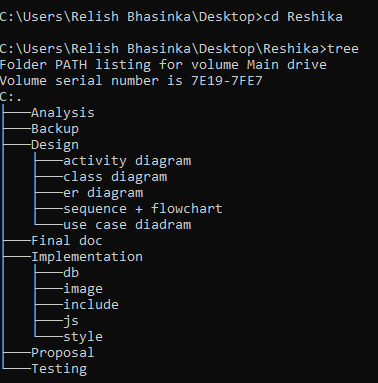 C:\Users\Relish Bhasinka\Desktop>cd Reshika
C:\Users\Relish Bhasinka\Desktop\Reshika>tree
Folder PATH listing for volume Main drive
Volume serial number is 7E19-7FE7
C:.
├───Analysis
├───Backup
├───Design
│   ├───activity diagram
│   ├───class diagram
│   ├───er diagram
│   ├───sequence + flowchart
│   └───use case diadram
├───Final doc
├───Implementation
│   ├───db
│   ├───image
│   ├───include
│   ├───js
│   └───style
├───Proposal
└───Testing